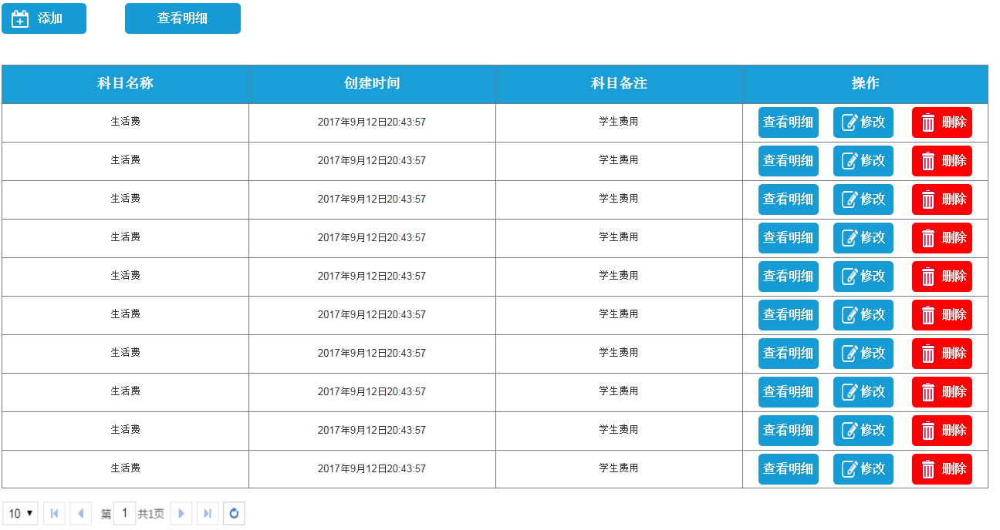 添加 查看明细
科目名称 创建时间 科目备注 操作
生活费 2017年9月12日20:43:57 学生费用 查看明细 修改 删除
生活费 2017年9月12日20:43:57 学生费用 查看明细 修改 删除
生活费 2017年9月12日20:43:57 学生费用 查看明细 修改 删除
生活费 2017年9月12日20:43:57 学生费用 查看明细 修改 删除
生活费 2017年9月12日20:43:57 学生费用 查看明细 修改 删除
生活费 2017年9月12日20:43:57 学生费用 查看明细 修改 删除
生活费 2017年9月12日20:43:57 学生费用 查看明细 修改 删除
生活费 2017年9月12日20:43:57 学生费用 查看明细 修改 删除
生活费 2017年9月12日20:43:57 学生费用 查看明细 修改 删除
生活费 2017年9月12日20:43:57 学生费用 查看明细 修改 删除
10 第 1 共1页